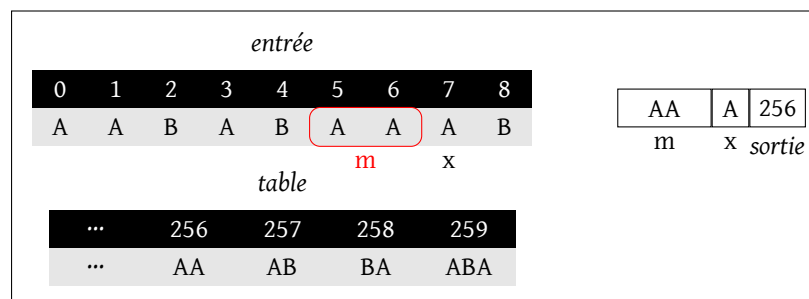 entrée
0 1 2 3 4 5 6 7 8
A A B A B A A A B
m x
AA A 256
m x sortie
table
... 256 257 258 259
... AA AB BA ABA